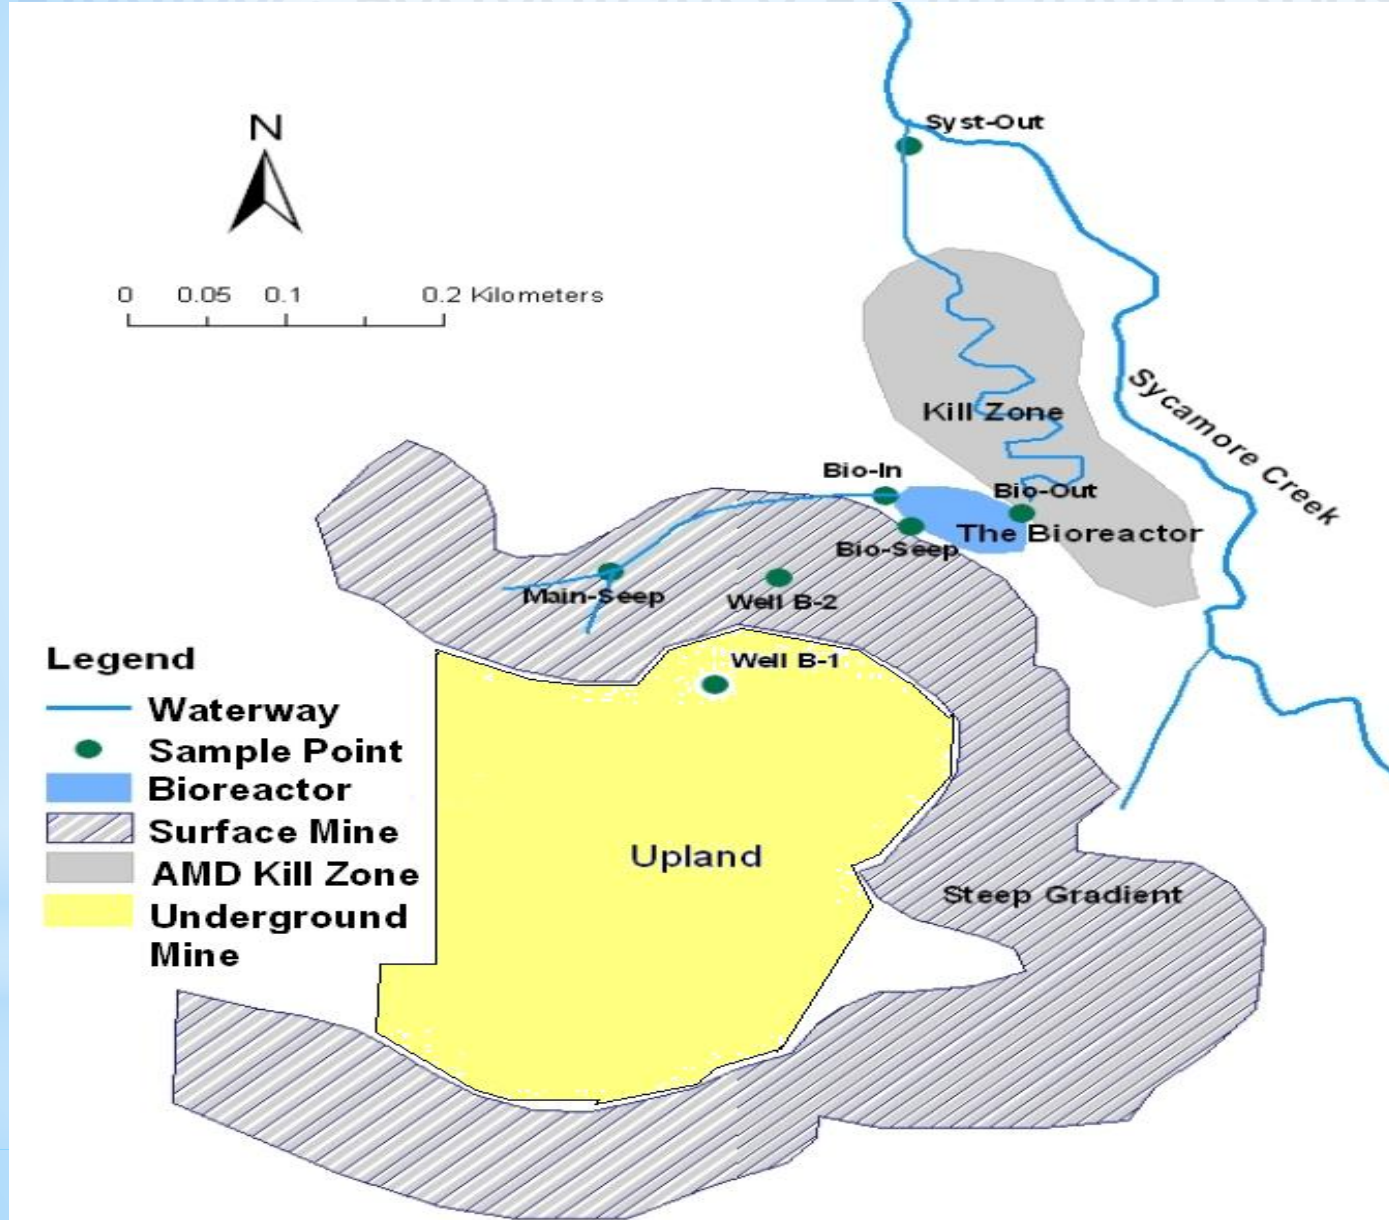 Syst-Out
N
0 0.05 0.1 0.2 Kilometers
Sycamore Creek
Kill Zone
Bio-In
Bio-Out
The Bioreactor
Bio-Seep
Main-Seep
Well B-2
Well B-1
Legend
Waterway
Sample Point
Bioreactor
Surface Mine
AMD Kill Zone
Underground
Mine
Upland
Steep Gradient